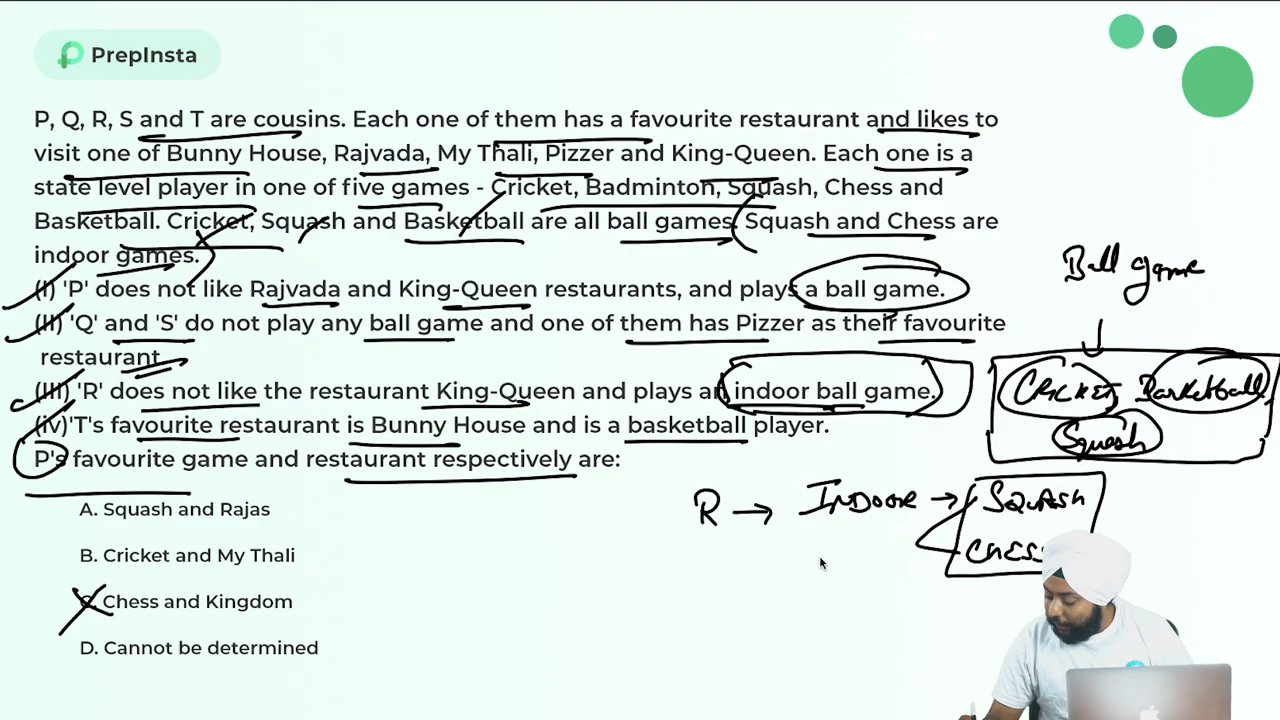 PrepInsta
P, Q, R, S and T are cousins. Each one of them has a favourite restaurant and likes to
visit one of Bunny House, Rajvada, My Thali, Pizzer and King-Queen. Each one is a
state level player in one of five games - Cricket, Badminton, Squash, Chess and
Basketball. Cricket, Squash and Basketball are all ball games. Squash and Chess are
indoor games.
(I) 'P' does not like Rajvada and King-Queen restaurants, and plays a ball game.
(II) 'Q' and 'S' do not play any ball game and one of them has Pizzer as their favourite
restaurant
(III) 'R' does not like the restaurant King-Queen and plays an indoor ball game.
(iv)'T's favourite restaurant is Bunny House and is a basketball player.
P's favourite game and restaurant respectively are:
A. Squash and Rajas
B. Cricket and My Thali
C. Chess and Kingdom
D. Cannot be determined
Ball game
CRICKET Basketball
Squash
R → INDOOR → SQUASH
CHESS